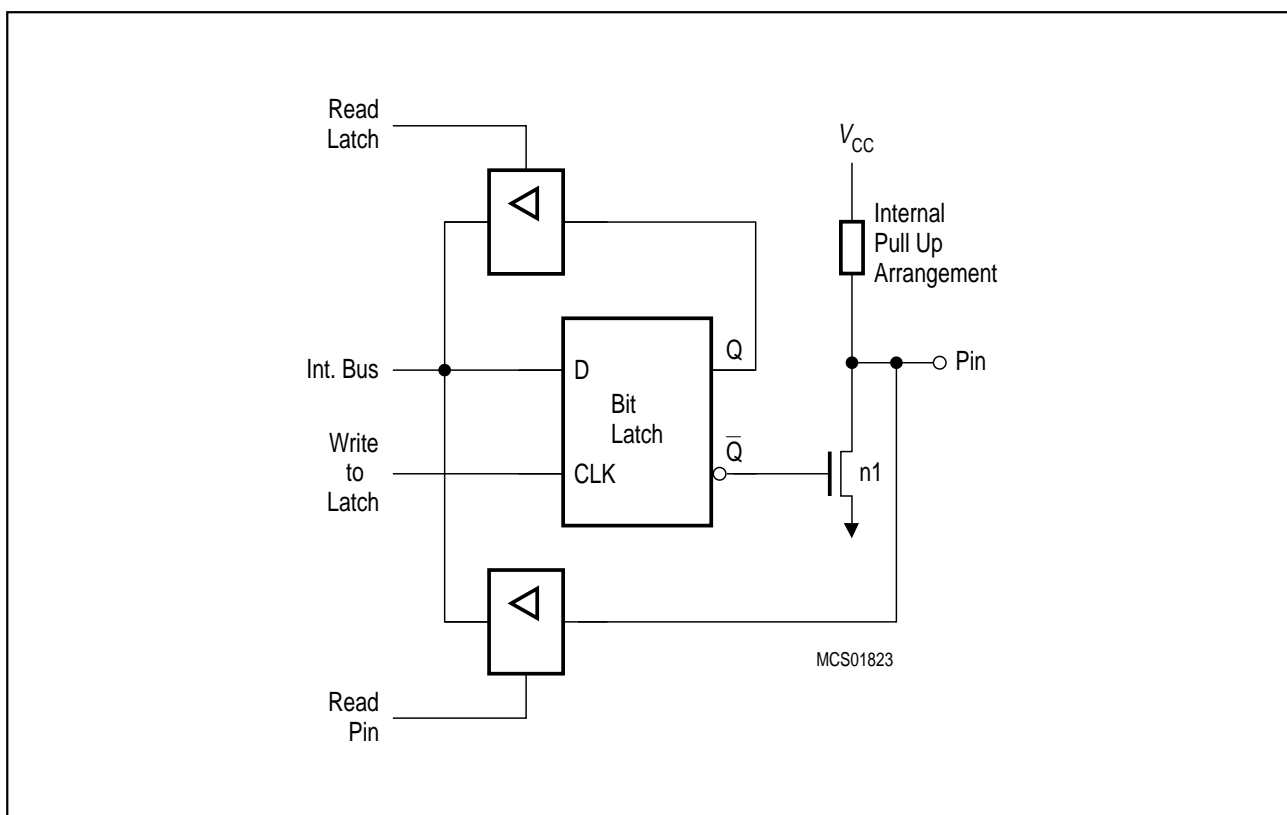 Read
Latch
V_CC
Internal
Pull Up
Arrangement
Q
Int. Bus
D
Pin
Bit
Latch
Q̅
Write
to
Latch
CLK
n1
MCS01823
Read
Pin